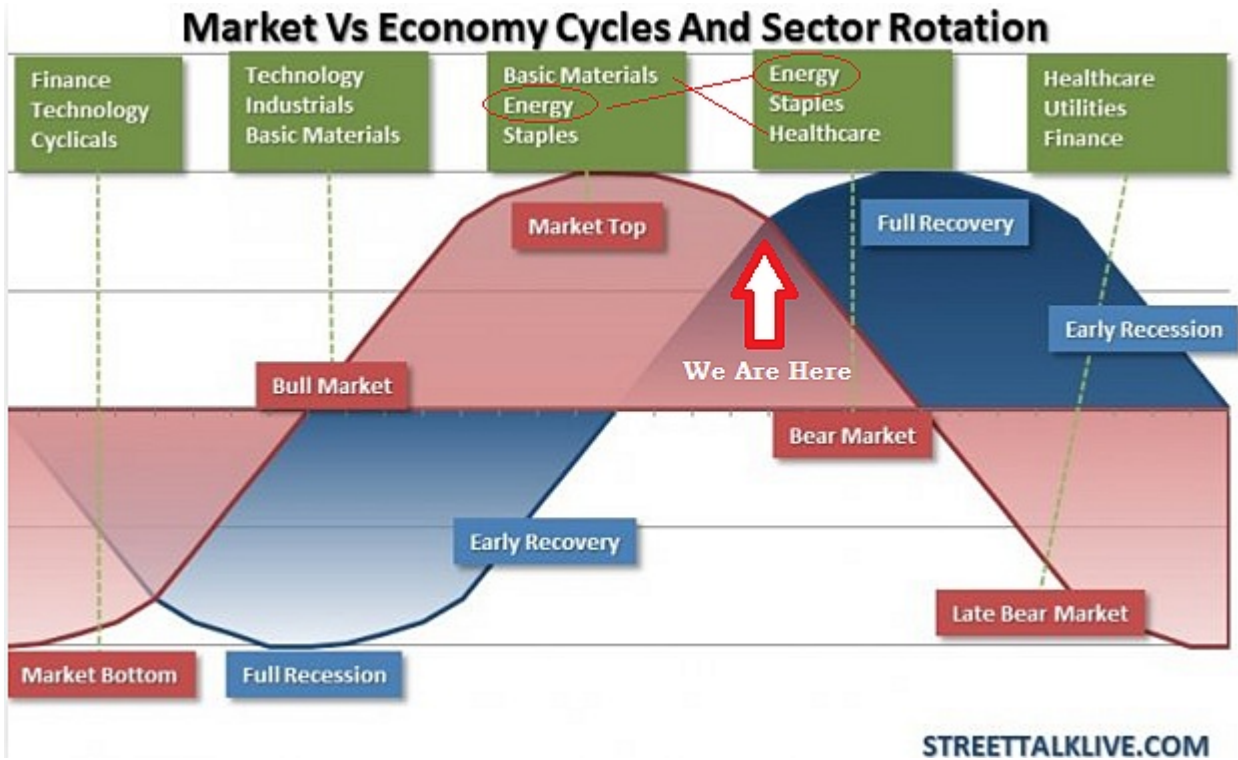 Market Vs Economy Cycles And Sector Rotation
Finance
Technology
Cyclicals
Technology
Industrials
Basic Materials
Basic Materials
Energy
Staples
Energy
Staples
Healthcare
Healthcare
Utilities
Finance
Market Top
Full Recovery
Early Recession
We Are Here
Bull Market
Bear Market
Early Recovery
Late Bear Market
Market Bottom
Full Recession
STREETTALKLIVE.COM